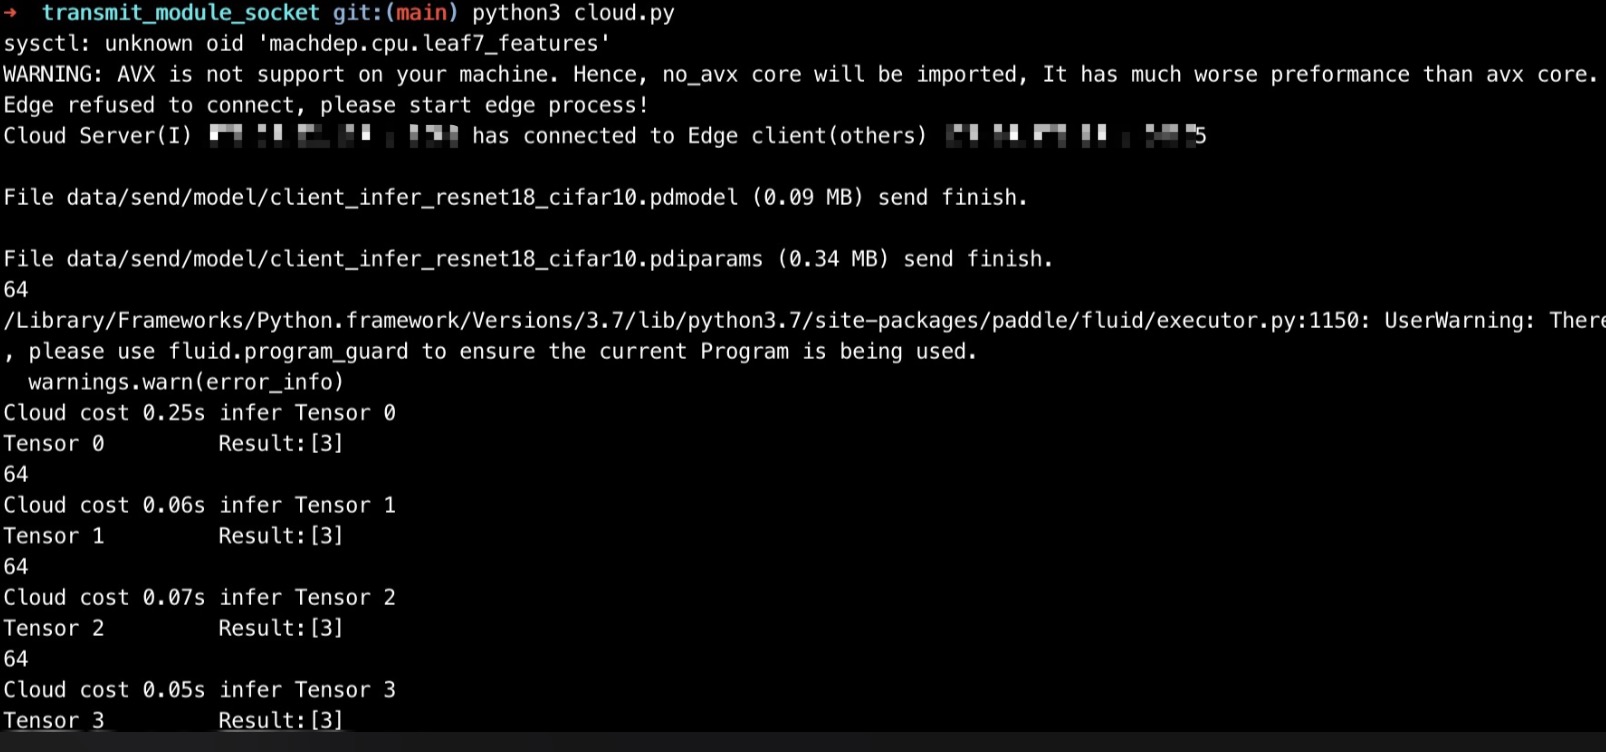 → transmit_module_socket git:(main) python3 cloud.py
sysctl: unknown oid 'machdep.cpu.leaf7_features'
WARNING: AVX is not support on your machine. Hence, no_avx core will be imported, It has much worse preformance than avx core.
Edge refused to connect, please start edge process!
Cloud Server(I) has connected to Edge client(others) 5
File data/send/model/client_infer_resnet18_cifar10.pdmodel (0.09 MB) send finish.
File data/send/model/client_infer_resnet18_cifar10.pdiparams (0.34 MB) send finish.
64
/Library/Frameworks/Python.framework/Versions/3.7/lib/python3.7/site-packages/paddle/fluid/executor.py:1150: UserWarning: There
, please use fluid.program_guard to ensure the current Program is being used.
warnings.warn(error_info)
Cloud cost 0.25s infer Tensor 0
Tensor 0 Result:[3]
64
Cloud cost 0.06s infer Tensor 1
Tensor 1 Result:[3]
64
Cloud cost 0.07s infer Tensor 2
Tensor 2 Result:[3]
64
Cloud cost 0.05s infer Tensor 3
Tensor 3 Result:[3]